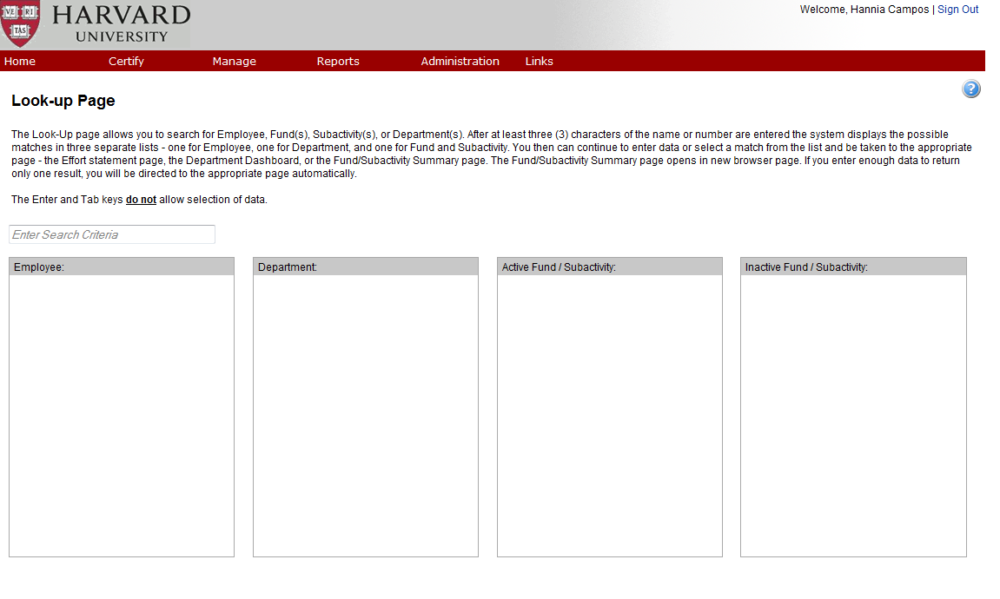 VE RI TAS
HARVARD
UNIVERSITY
Welcome, Hannia Campos | Sign Out
Home Certify Manage Reports Administration Links
?
Look-up Page
The Look-Up page allows you to search for Employee, Fund(s), Subactivity(s), or Department(s). After at least three (3) characters of the name or number are entered the system displays the possible
matches in three separate lists - one for Employee, one for Department, and one for Fund and Subactivity. You then can continue to enter data or select a match from the list and be taken to the appropriate
page - the Effort statement page, the Department Dashboard, or the Fund/Subactivity Summary page. The Fund/Subactivity Summary page opens in new browser page. If you enter enough data to return
only one result, you will be directed to the appropriate page automatically.
The Enter and Tab keys do not allow selection of data.
Enter Search Criteria
Employee: Department: Active Fund / Subactivity: Inactive Fund / Subactivity: